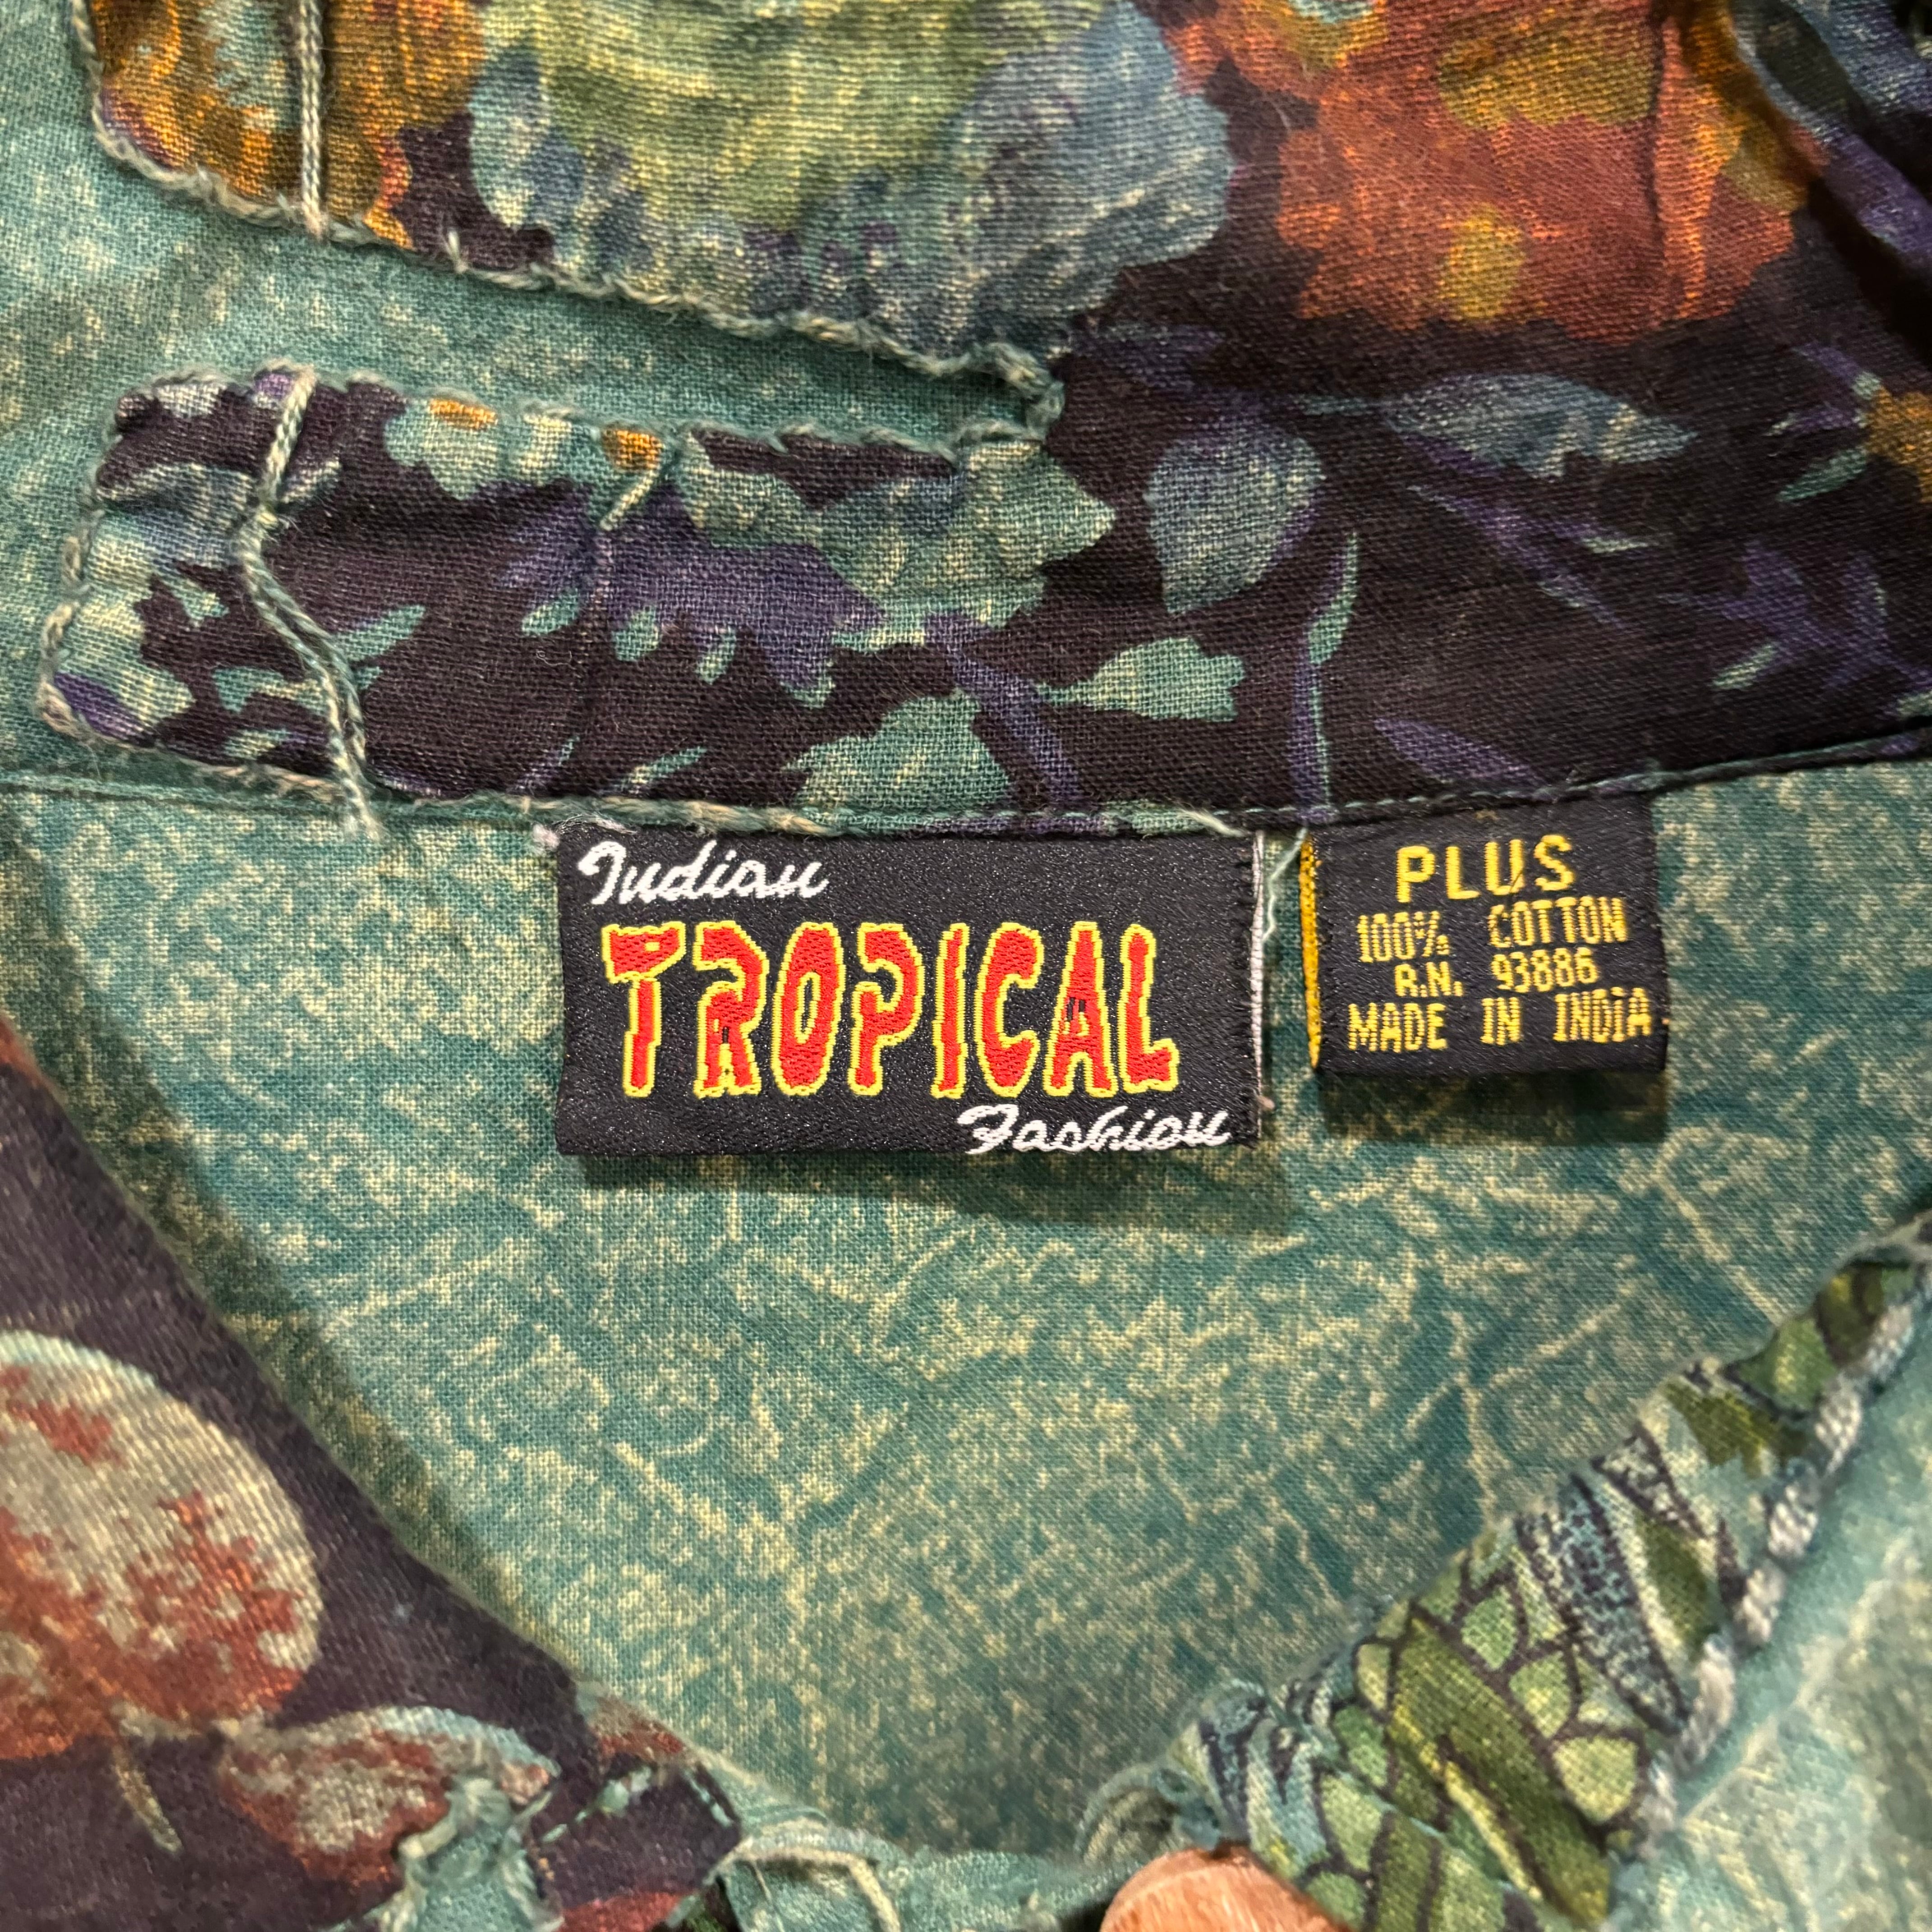 Indian
TROPICAL
Fashion
PLUS
100% COTTON
R.N. 93886
MADE IN INDIA